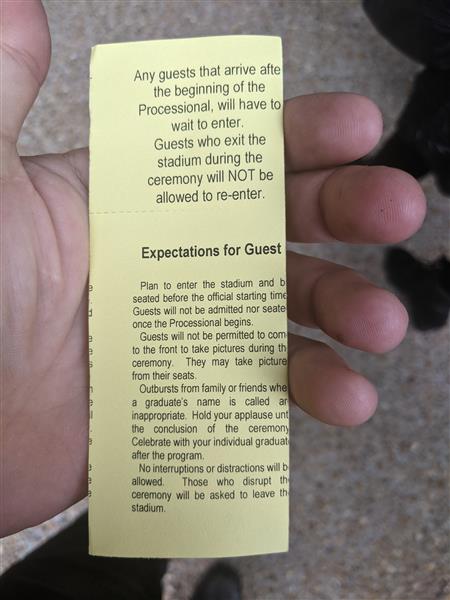 Any guests that arrive afte
the beginning of the
Processional, will have to
wait to enter.
Guests who exit the
stadium during the
ceremony will NOT be
allowed to re-enter.
Expectations for Guest
Plan to enter the stadium and b
seated before the official starting time
Guests will not be admitted nor seate
once the Processional begins.
Guests will not be permitted to com
to the front to take pictures during th
ceremony. They may take picture
from their seats.
Outbursts from family or friends whe
a graduate's name is called ar
inappropriate. Hold your applause unt
the conclusion of the ceremony
Celebrate with your individual graduat
after the program.
No interruptions or distractions will b
allowed. Those who disrupt th
ceremony will be asked to leave th
stadium.